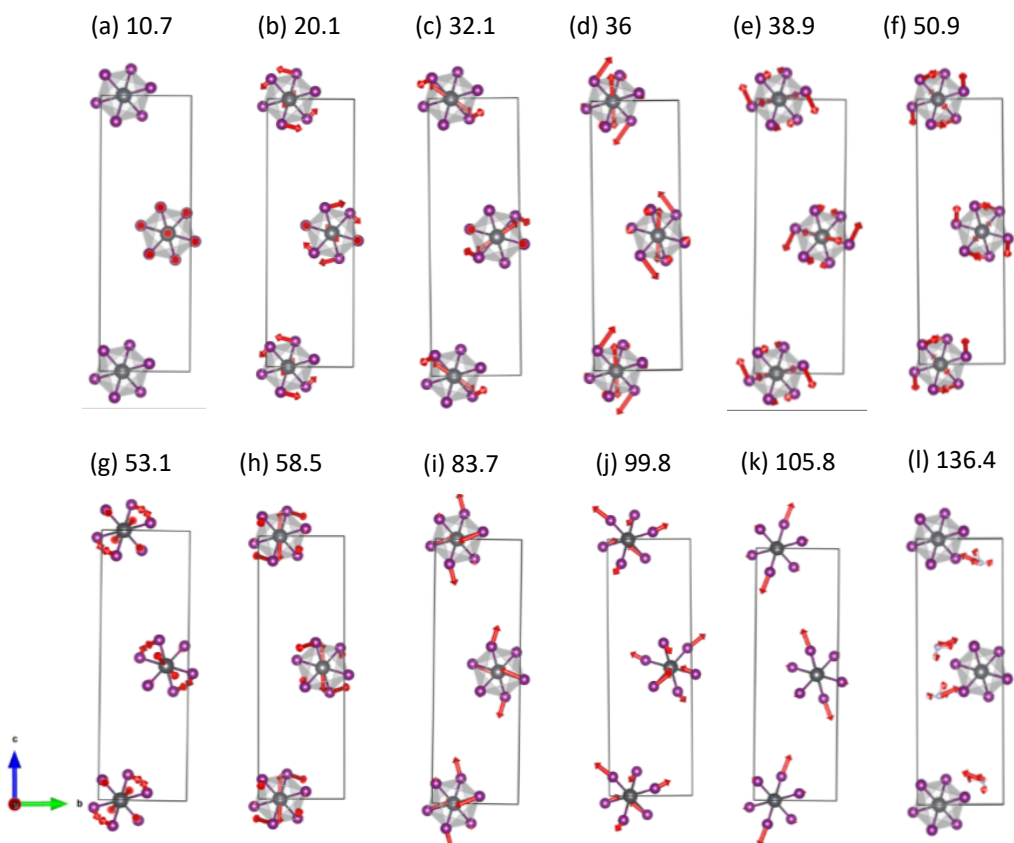 (a) 10.7
(b) 20.1
(c) 32.1
(d) 36
(e) 38.9
(f) 50.9
(g) 53.1
(h) 58.5
(i) 83.7
(j) 99.8
(k) 105.8
(l) 136.4
c
b